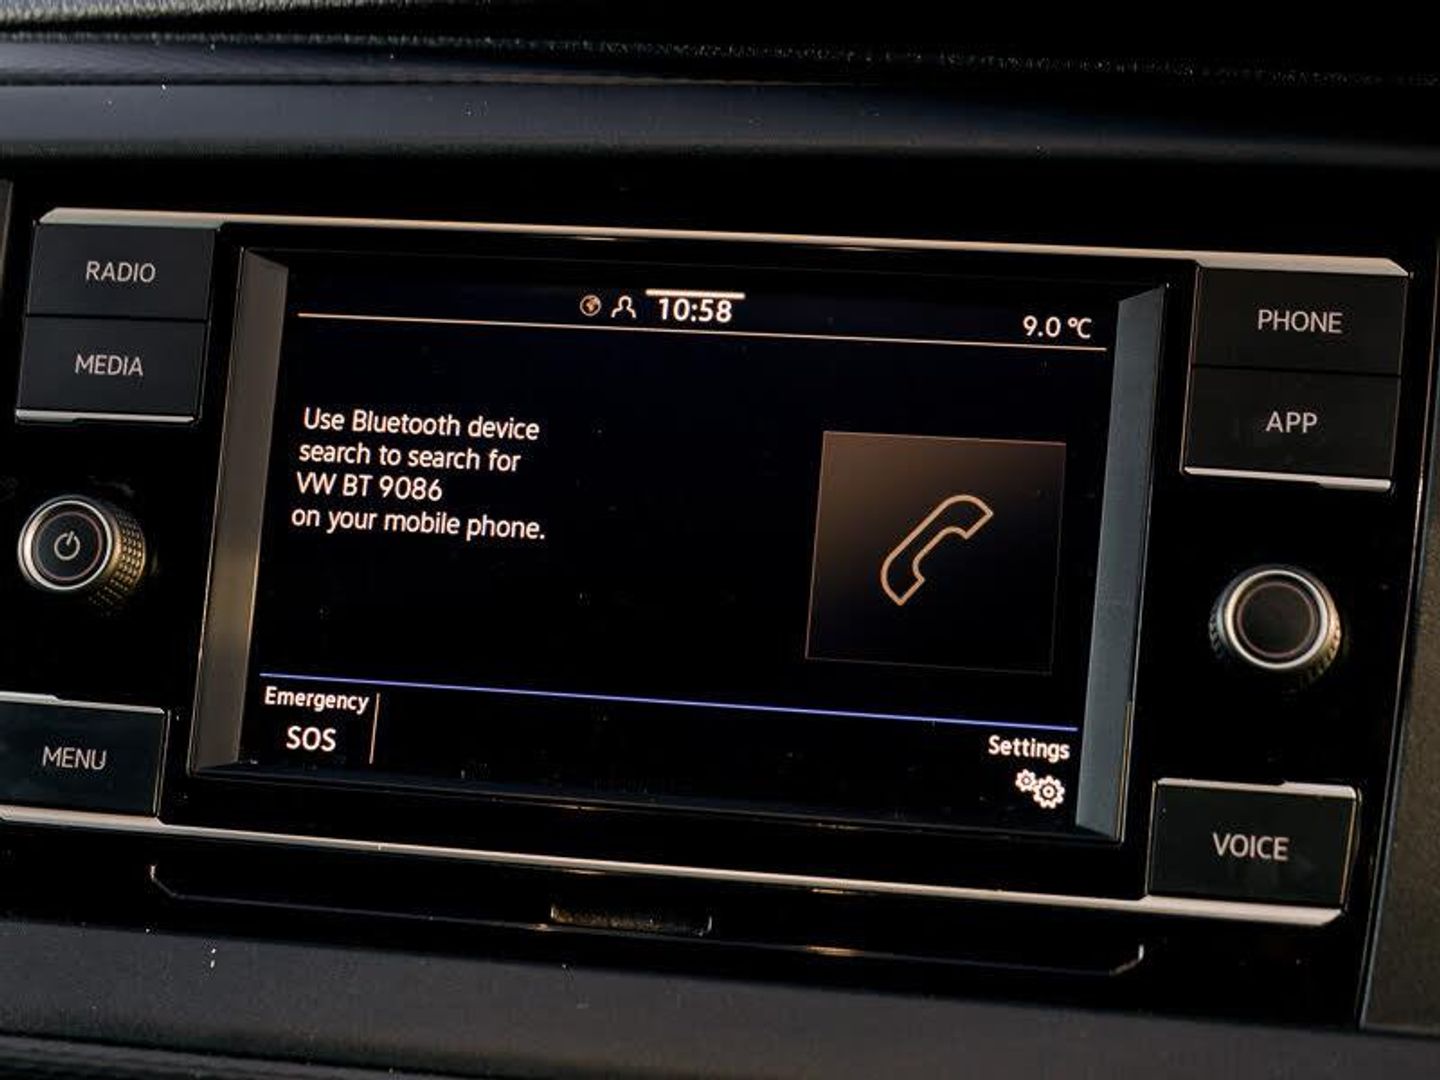 RADIO
MEDIA
MENU
10:58
9.0 °C
Use Bluetooth device
search to search for
VW BT 9086
on your mobile phone.
Emergency
SOS
Settings
PHONE
APP
VOICE